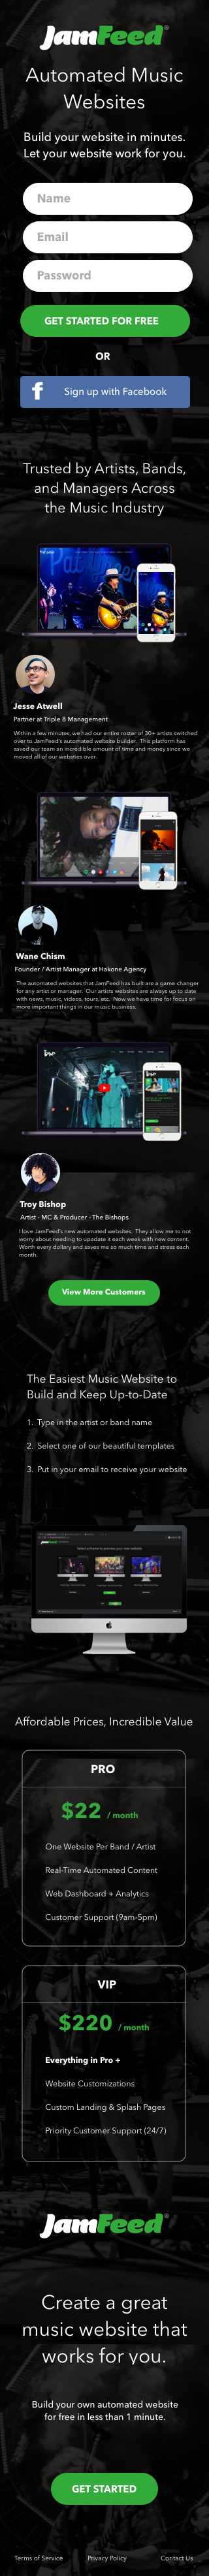 JamFeed®
Automated Music
Websites
Build your website in minutes.
Let your website work for you.
Name
Email
Password
GET STARTED FOR FREE
OR
f Sign up with Facebook
Trusted by Artists, Bands,
and Managers Across
the Music Industry
Jesse Atwell
Partner at Triple 8 Management
Within a few minutes, we had our entire roster of 30+ artists switched
over to JamFeed's automated website builder. This platform has
saved our team an incredible amount of time and money since we
moved all of our websties over.
Wane Chism
Founder / Artist Manager at Hakone Agency
The automated websites that JamFeed has built are a game changer
for any artist or manager. Our artists websites are always up to date
with news, music, videos, tours, etc. Now we have time for focus on
more important things in our music business.
Troy Bishop
Artist - MC & Producer - The Bishops
I love JamFeed's new automated websites. They allow me to not
worry about needing to upadate it each week with new content.
Worth every dollary and saves me so much time and stress each
month.
View More Customers
The Easiest Music Website to
Build and Keep Up-to-Date
1. Type in the artist or band name
2. Select one of our beautiful templates
3. Put in your email to receive your website
Affordable Prices, Incredible Value
PRO
$22 / month
One Website Per Band / Artist
Real-Time Automated Content
Web Dashboard + Analytics
Customer Support (9am-5pm)
VIP
$220 / month
Everything in Pro +
Website Customizations
Custom Landing & Splash Pages
Priority Customer Support (24/7)
JamFeed®
Create a great
music website that
works for you.
Build your own automated website
for free in less than 1 minute.
GET STARTED
Terms of Service Privacy Policy Contact Us